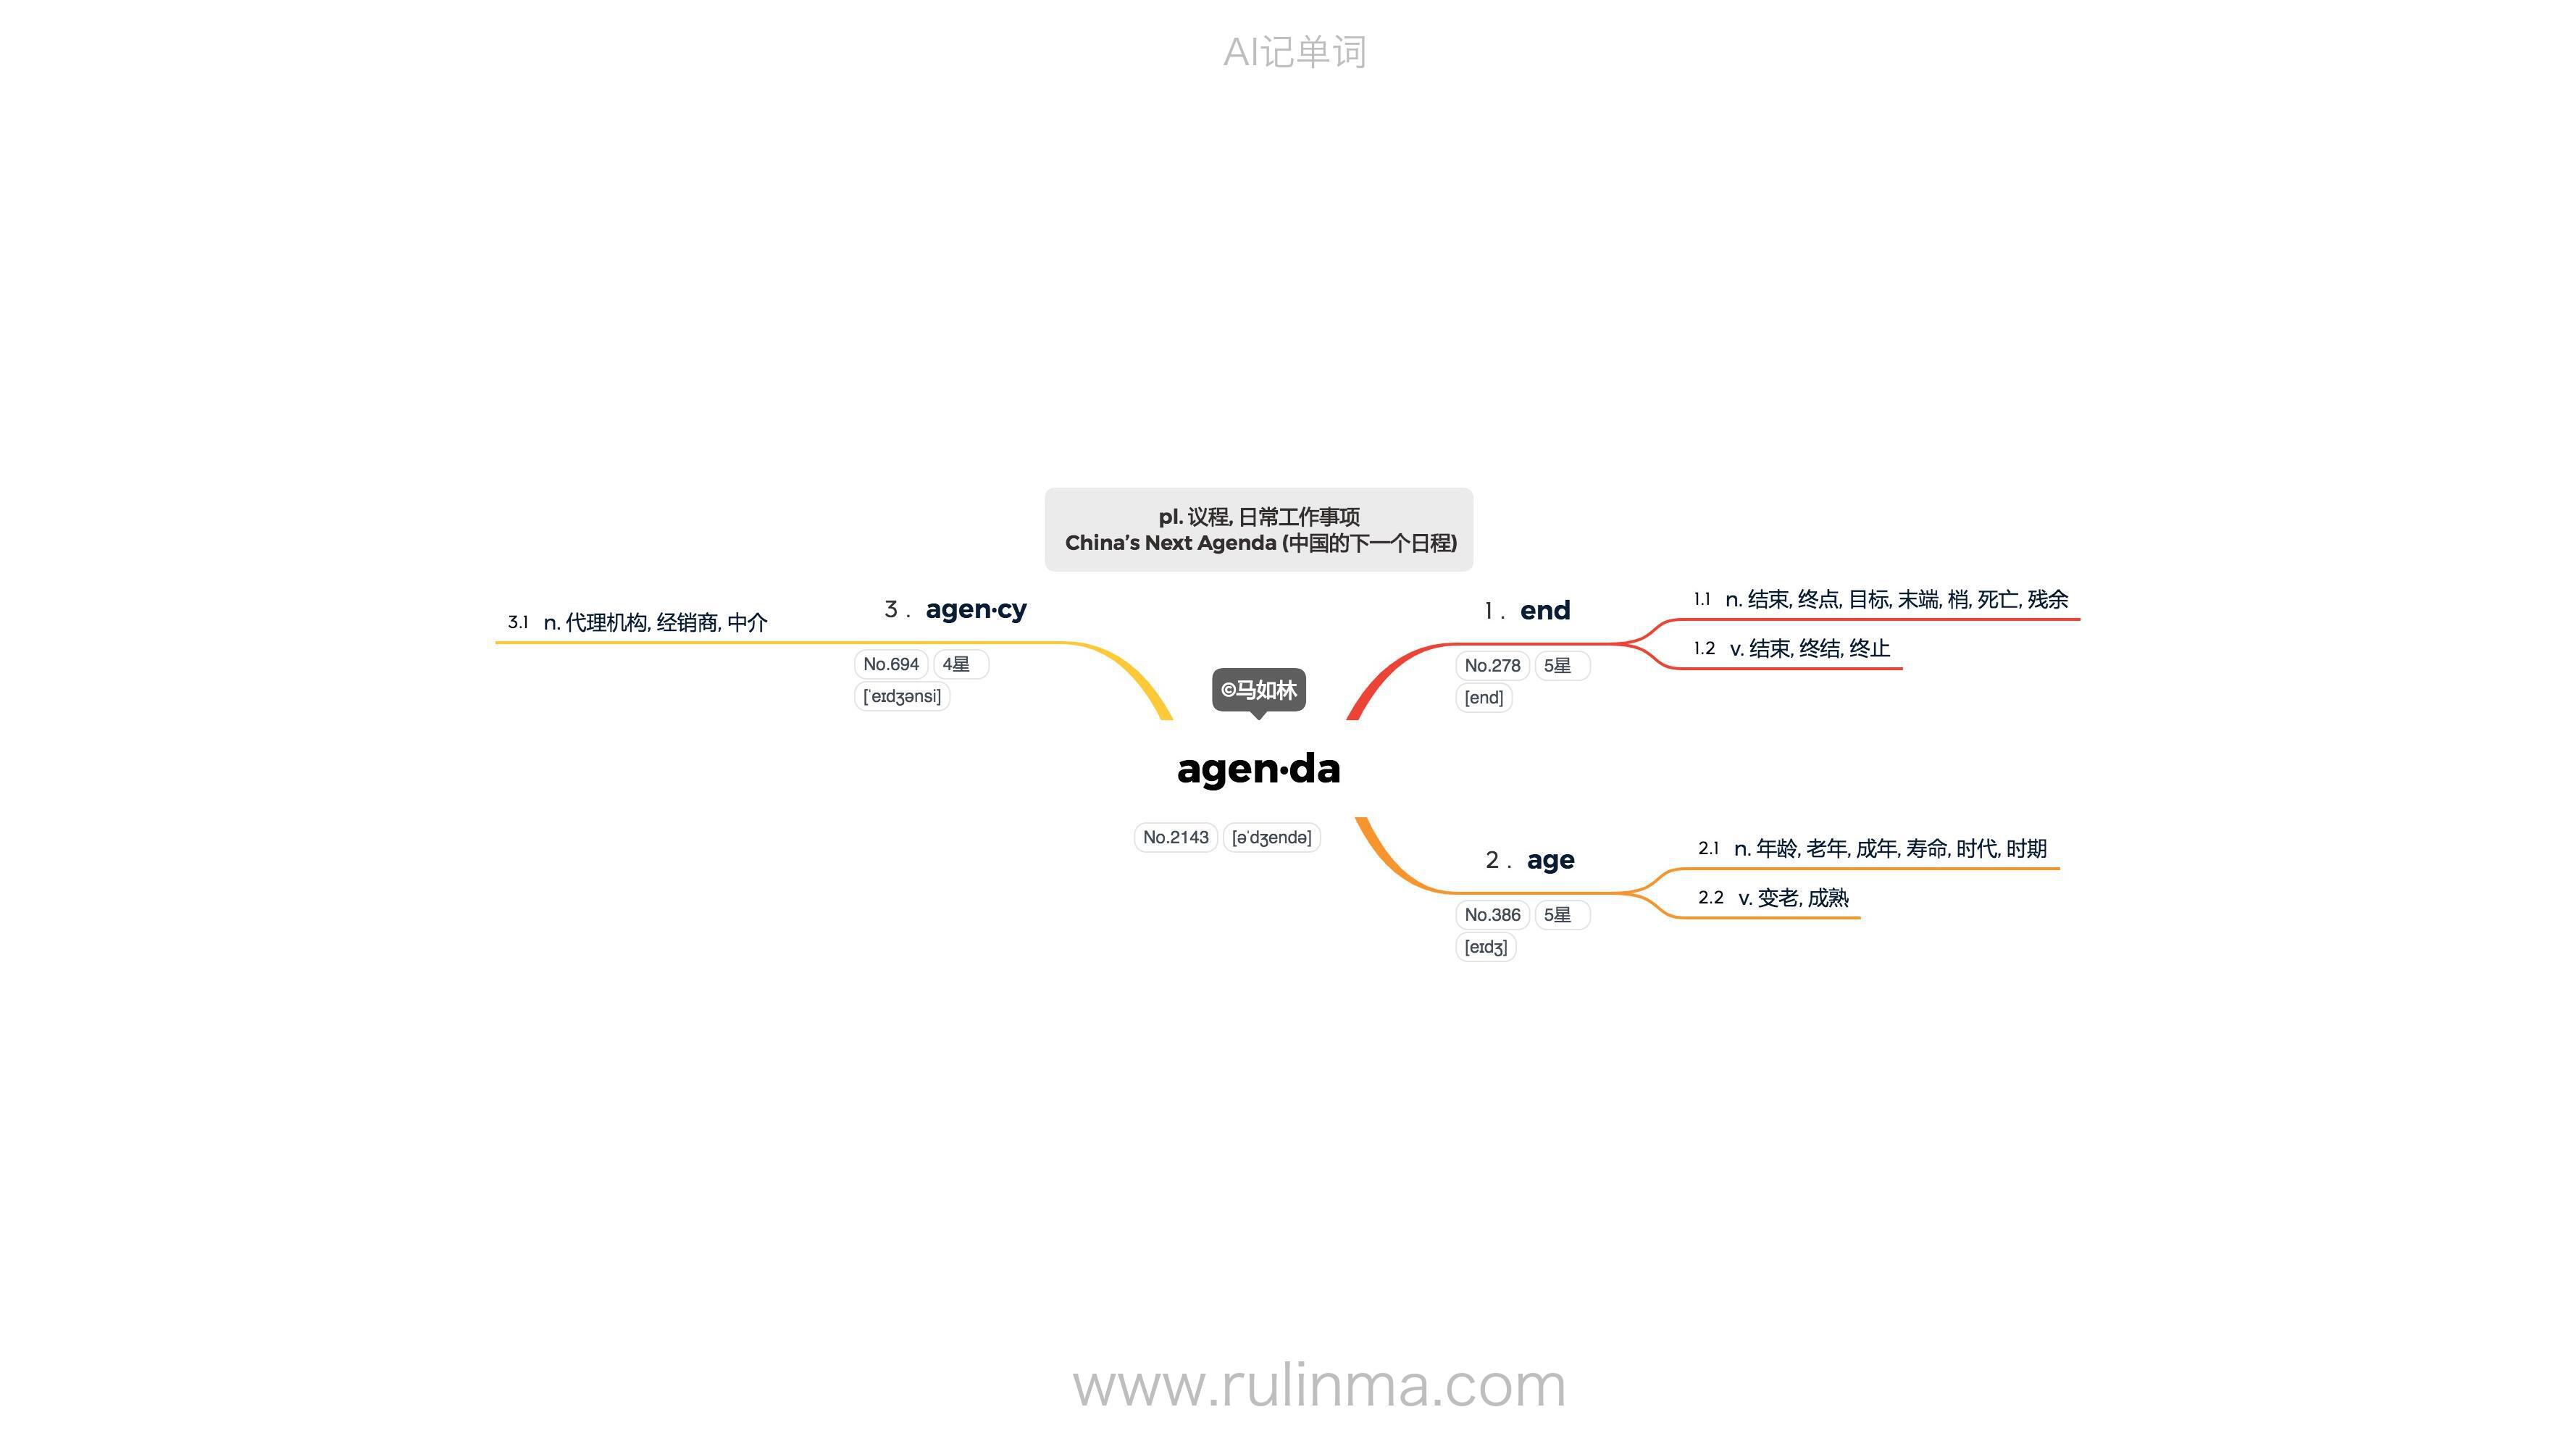 AI记单词
pl. 议程, 日常工作事项
China’s Next Agenda (中国的下一个日程)
3.1 n. 代理机构, 经销商, 中介
3 . agen·cy
No.694 4星
[ˈeɪdʒənsi]
©马如林
agen·da
No.2143 [əˈdʒendə]
1 . end
No.278 5星
[end]
1.1 n. 结束, 终点, 目标, 末端, 梢, 死亡, 残余
1.2 v. 结束, 终结, 终止
2 . age
No.386 5星
[eɪdʒ]
2.1 n. 年龄, 老年, 成年, 寿命, 时代, 时期
2.2 v. 变老, 成熟
www.rulinma.com